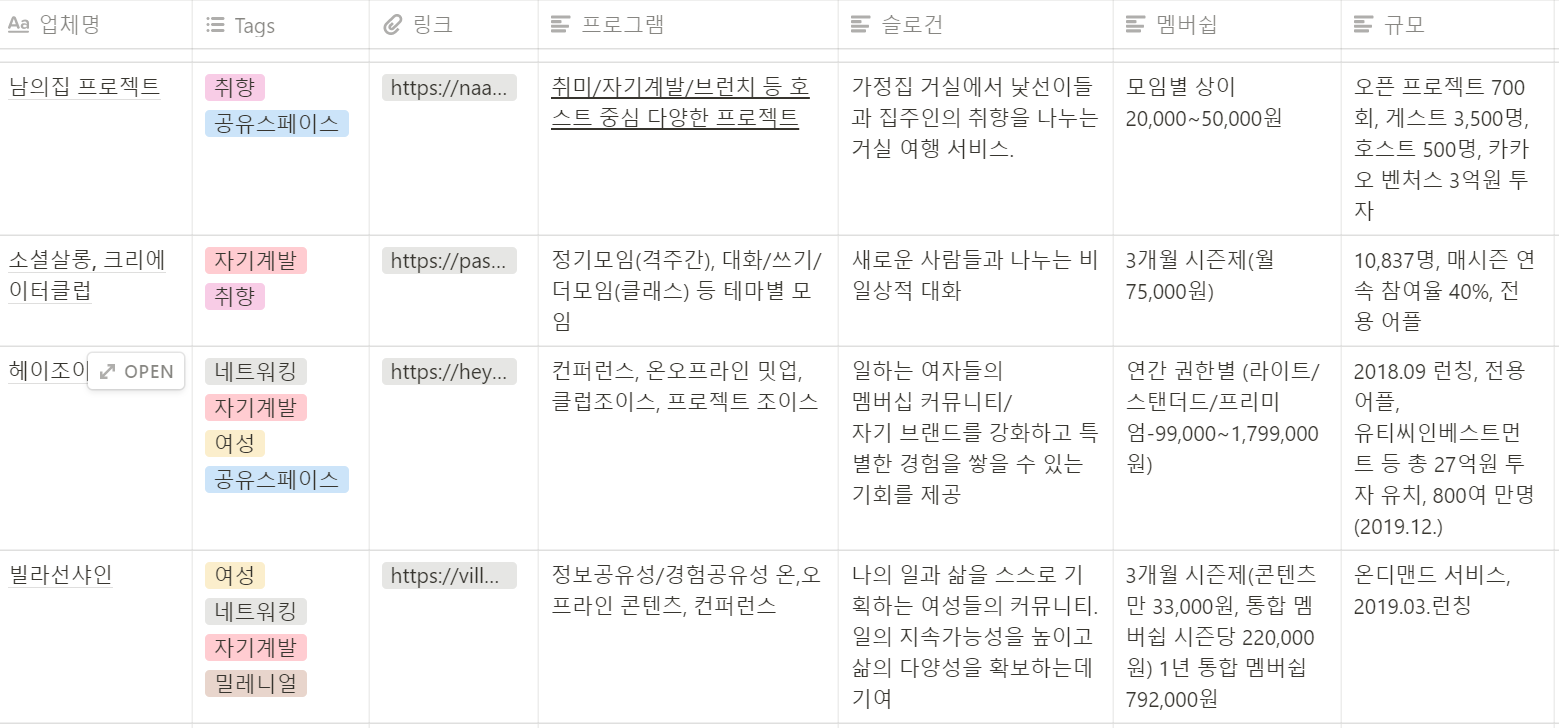 Aa 업체명
Tags
링크
프로그램
슬로건
멤버쉽
규모
남의집 프로젝트
취향
공유스페이스
https://naa...
취미/자기계발/브런치 등 호
스트 중심 다양한 프로젝트
가정집 거실에서 낯선이들
과 집주인의 취향을 나누는
거실 여행 서비스.
모임별 상이
20,000~50,000원
오픈 프로젝트 700
회, 게스트 3,500명,
호스트 500명, 카카
오 벤처스 3억원 투
자
소셜살롱, 크리에
이터클럽
자기계발
취향
https://pas...
정기모임(격주간), 대화/쓰기/
더모임(클래스) 등 테마별 모
임
새로운 사람들과 나누는 비
일상적 대화
3개월 시즌제(월
75,000원)
10,837명, 매시즌 연
속 참여율 40%, 전
용 어플
헤이조이
OPEN
네트워킹
자기계발
여성
공유스페이스
https://hey...
컨퍼런스, 온오프라인 밋업,
클럽조이스, 프로젝트 조이스
일하는 여자들의
멤버십 커뮤니티/
자기 브랜드를 강화하고 특
별한 경험을 쌓을 수 있는
기회를 제공
연간 권한별 (라이트/
스탠더드/프리미
엄-99,000~1,799,000
원)
2018.09 런칭, 전용
어플,
유티씨인베스트먼
트 등 총 27억원 투
자 유치, 800여 만명
(2019.12.)
빌라선샤인
여성
네트워킹
자기계발
밀레니얼
https://vill...
정보공유성/경험공유성 온,오
프라인 콘텐츠, 컨퍼런스
나의 일과 삶을 스스로 기
획하는 여성들의 커뮤니티.
일의 지속가능성을 높이고
삶의 다양성을 확보하는데
기여
3개월 시즌제(콘텐츠
만 33,000원, 통합 멤
버쉽 시즌당 220,000
원) 1년 통합 멤버쉽
792,000원
온디맨드 서비스,
2019.03.런칭